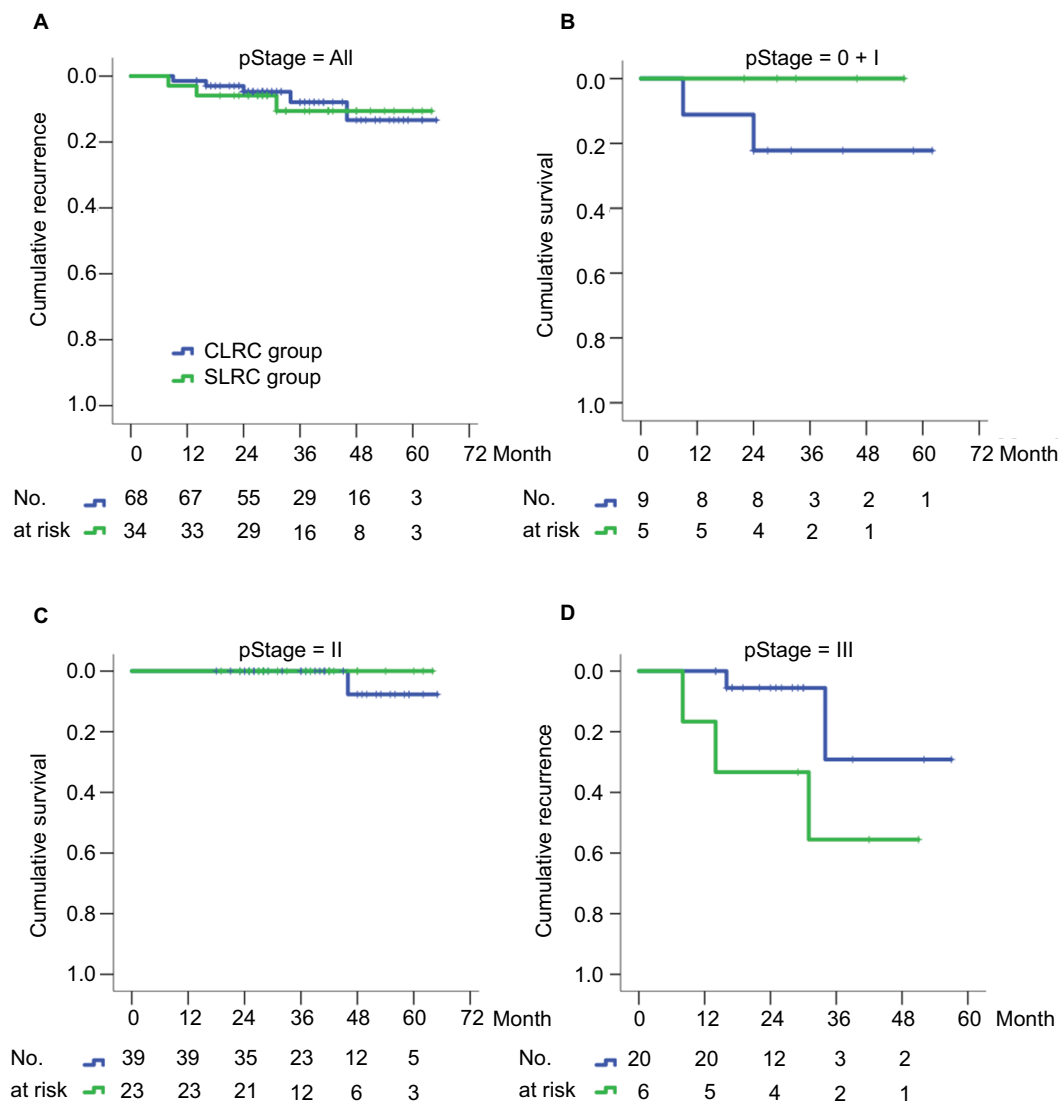 A
pStage = All
0.0
0.2
0.4
0.6
0.8
1.0
Cumulative recurrence
CLRC group
SLRC group
0 12 24 36 48 60 72 Month
No. 68 67 55 29 16 3
at risk 34 33 29 16 8 3
B
pStage = 0 + I
0.0
0.2
0.4
0.6
0.8
1.0
Cumulative survival
0 12 24 36 48 60 72 Month
No. 9 8 8 3 2 1
at risk 5 5 4 2 1
C
pStage = II
0.0
0.2
0.4
0.6
0.8
1.0
Cumulative survival
0 12 24 36 48 60 72 Month
No. 39 39 35 23 12 5
at risk 23 23 21 12 6 3
D
pStage = III
0.0
0.2
0.4
0.6
0.8
1.0
Cumulative recurrence
0 12 24 36 48 60 Month
No. 20 20 12 3 2
at risk 6 5 4 2 1